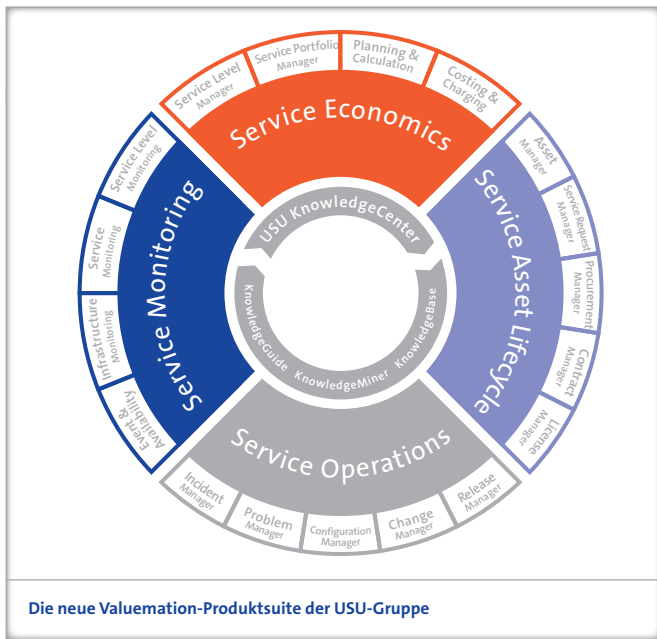 Service Economics
Service Level
Manager
Service Portfolio
Manager
Planning &
Calculation
Costing &
Charging
Service Asset Lifecycle
Asset
Manager
Service Request
Manager
Procurement
Manager
Contract
Manager
License
Manager
Service Operations
Incident
Manager
Problem
Manager
Configuration
Manager
Change
Manager
Release
Manager
Service Monitoring
Service Level
Monitoring
Service
Monitoring
Infrastructure
Monitoring
Event &
Availability
USU KnowledgeCenter
KnowledgeGuide KnowledgeMiner KnowledgeBase
Die neue Valuemation-Produktsuite der USU-Gruppe